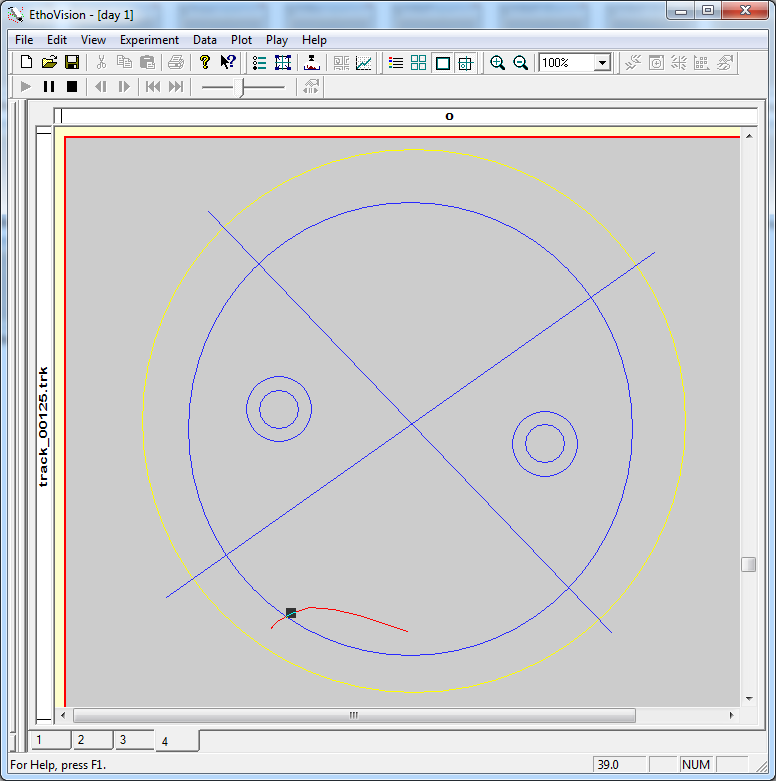 EthoVision - [day 1]
File Edit View Experiment Data Plot Play Help
100%
o
track_00125.trk
1 2 3 4
For Help, press F1.
39.0 NUM